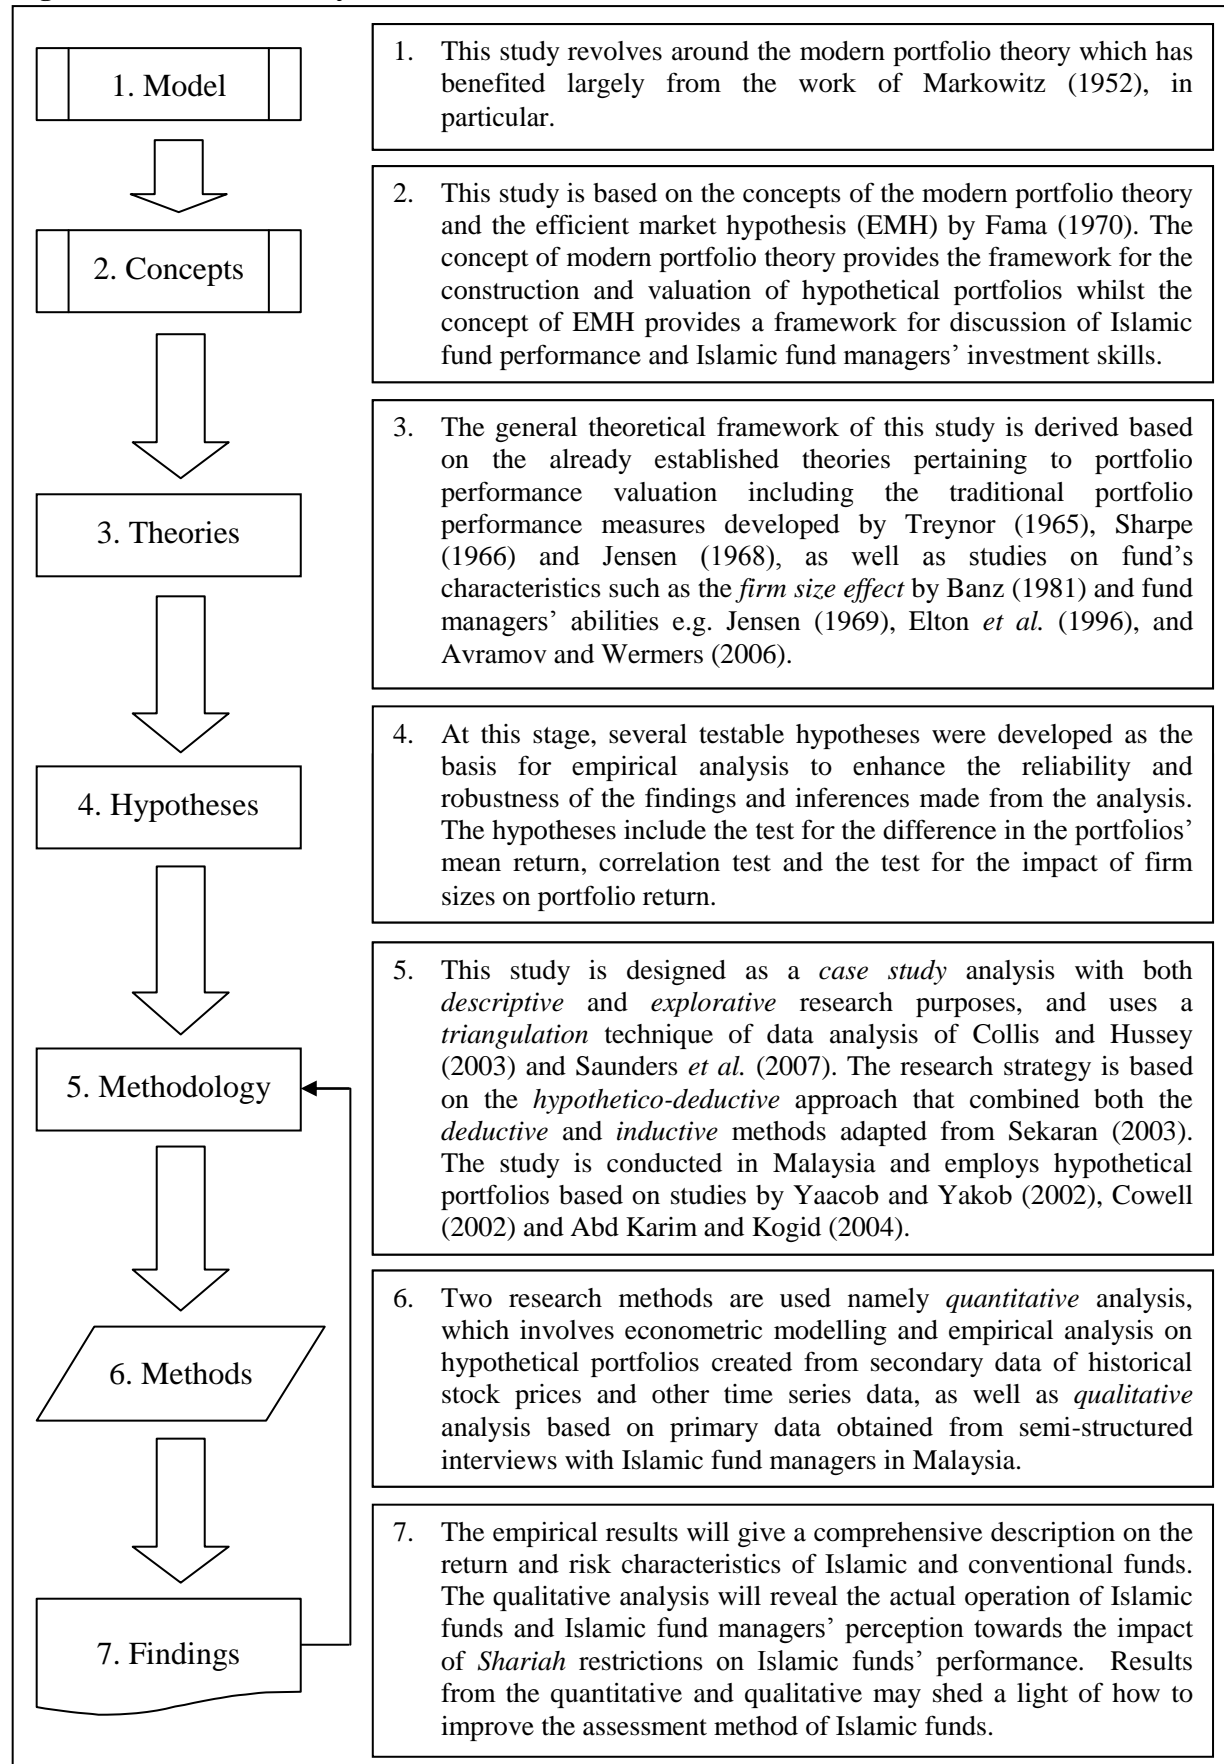 1. Model
1. This study revolves around the modern portfolio theory which has
benefited largely from the work of Markowitz (1952), in
particular.
2. Concepts
2. This study is based on the concepts of the modern portfolio theory
and the efficient market hypothesis (EMH) by Fama (1970). The
concept of modern portfolio theory provides the framework for the
construction and valuation of hypothetical portfolios whilst the
concept of EMH provides a framework for discussion of Islamic
fund performance and Islamic fund managers’ investment skills.
3. Theories
3. The general theoretical framework of this study is derived based
on the already established theories pertaining to portfolio
performance valuation including the traditional portfolio
performance measures developed by Treynor (1965), Sharpe
(1966) and Jensen (1968), as well as studies on fund’s
characteristics such as the firm size effect by Banz (1981) and fund
managers’ abilities e.g. Jensen (1969), Elton et al. (1996), and
Avramov and Wermers (2006).
4. Hypotheses
4. At this stage, several testable hypotheses were developed as the
basis for empirical analysis to enhance the reliability and
robustness of the findings and inferences made from the analysis.
The hypotheses include the test for the difference in the portfolios’
mean return, correlation test and the test for the impact of firm
sizes on portfolio return.
5. Methodology
5. This study is designed as a case study analysis with both
descriptive and explorative research purposes, and uses a
triangulation technique of data analysis of Collis and Hussey
(2003) and Saunders et al. (2007). The research strategy is based
on the hypothetico-deductive approach that combined both the
deductive and inductive methods adapted from Sekaran (2003).
The study is conducted in Malaysia and employs hypothetical
portfolios based on studies by Yaacob and Yakob (2002), Cowell
(2002) and Abd Karim and Kogid (2004).
6. Methods
6. Two research methods are used namely quantitative analysis,
which involves econometric modelling and empirical analysis on
hypothetical portfolios created from secondary data of historical
stock prices and other time series data, as well as qualitative
analysis based on primary data obtained from semi-structured
interviews with Islamic fund managers in Malaysia.
7. Findings
7. The empirical results will give a comprehensive description on the
return and risk characteristics of Islamic and conventional funds.
The qualitative analysis will reveal the actual operation of Islamic
funds and Islamic fund managers’ perception towards the impact
of Shariah restrictions on Islamic funds’ performance. Results
from the quantitative and qualitative may shed a light of how to
improve the assessment method of Islamic funds.